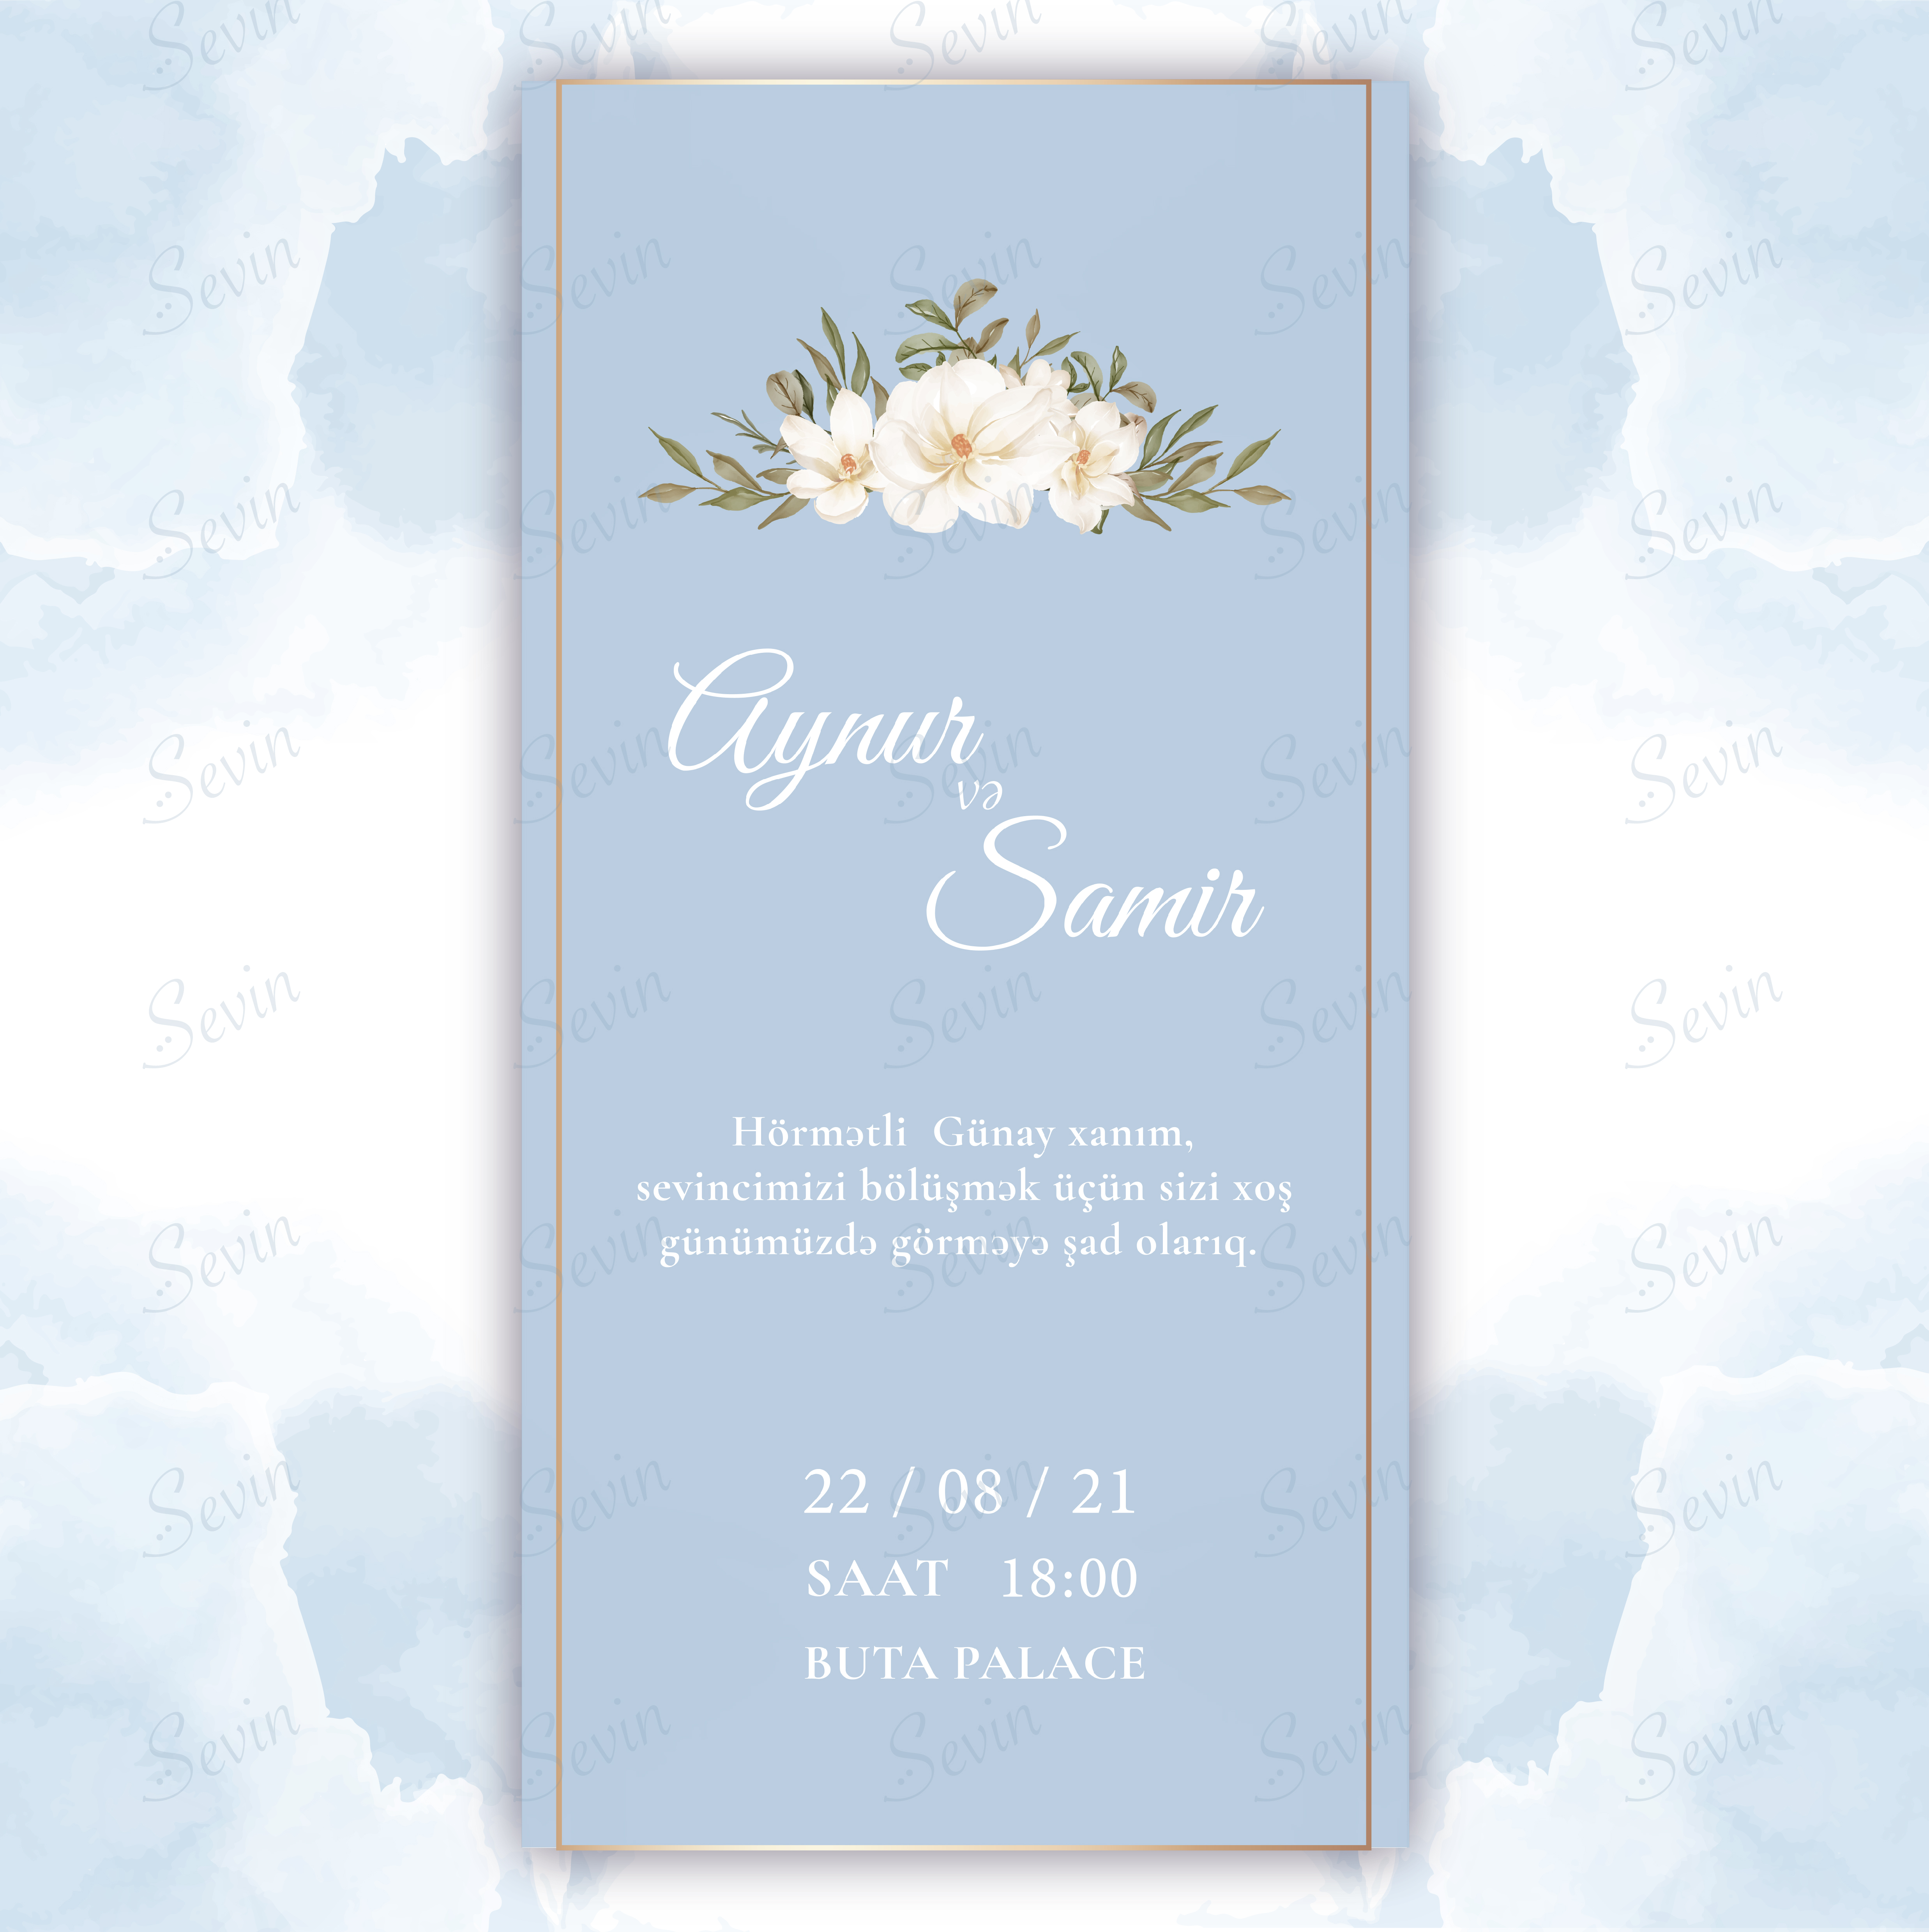 Aynur
və
Samir
Hörmətli Günay xanım,
sevincimizi bölüşmək üçün sizi xoş
günümüzdə görməyə şad olarıq.
22 / 08 / 21
SAAT 18:00
BUTA PALACE
Sevin